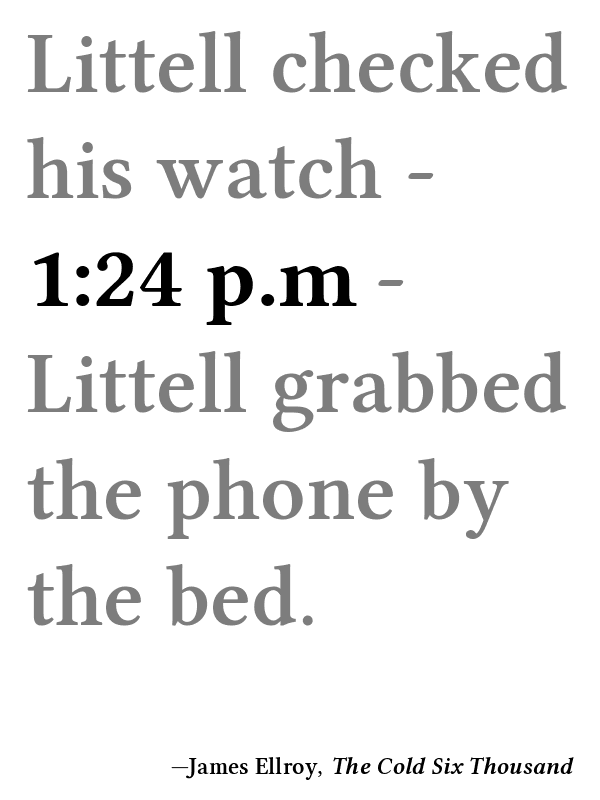 Littell checked
his watch -
1:24 p.m -
Littell grabbed
the phone by
the bed.
—James Ellroy, The Cold Six Thousand